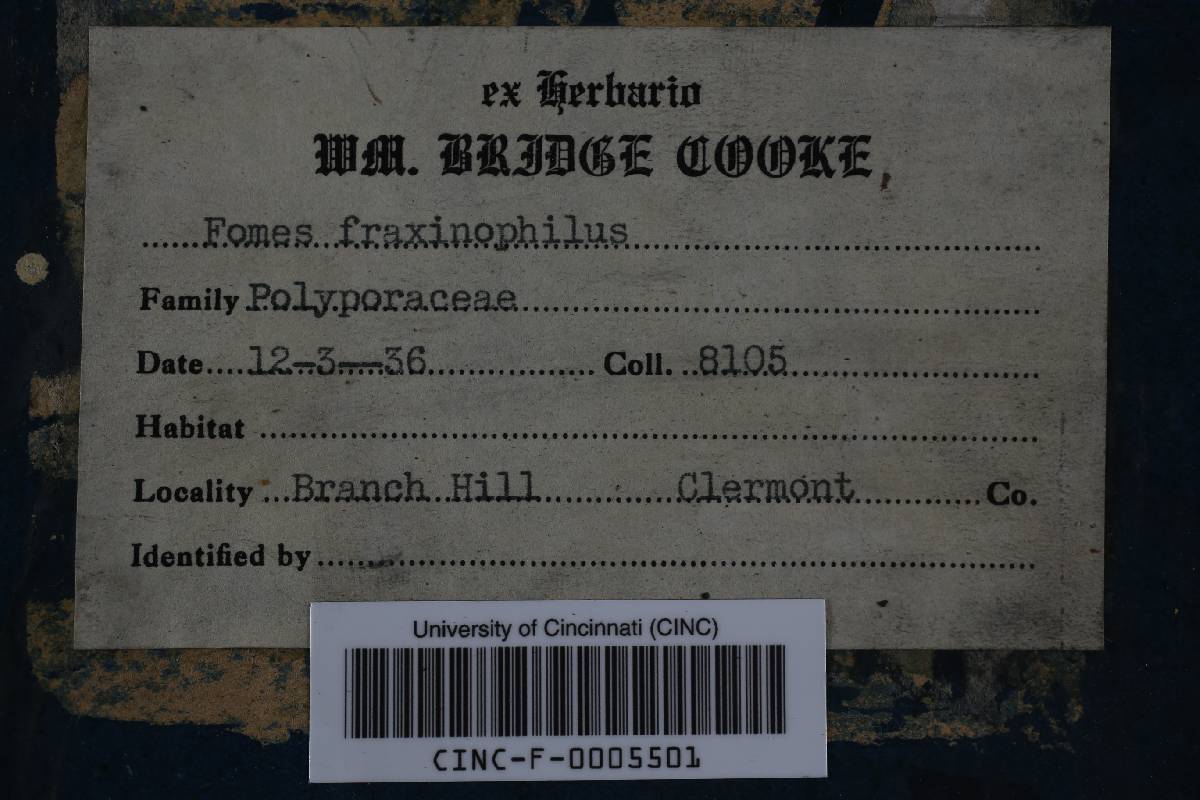 ex Herbario
WM. BRIDGE COOKE
Fomes fraxinophilus
Family Polyporaceae
Date 12-3--36 Coll. 8105
Habitat
Locality Branch Hill Clermont Co.
Identified by
University of Cincinnati (CINC)
CINC-F-0005501